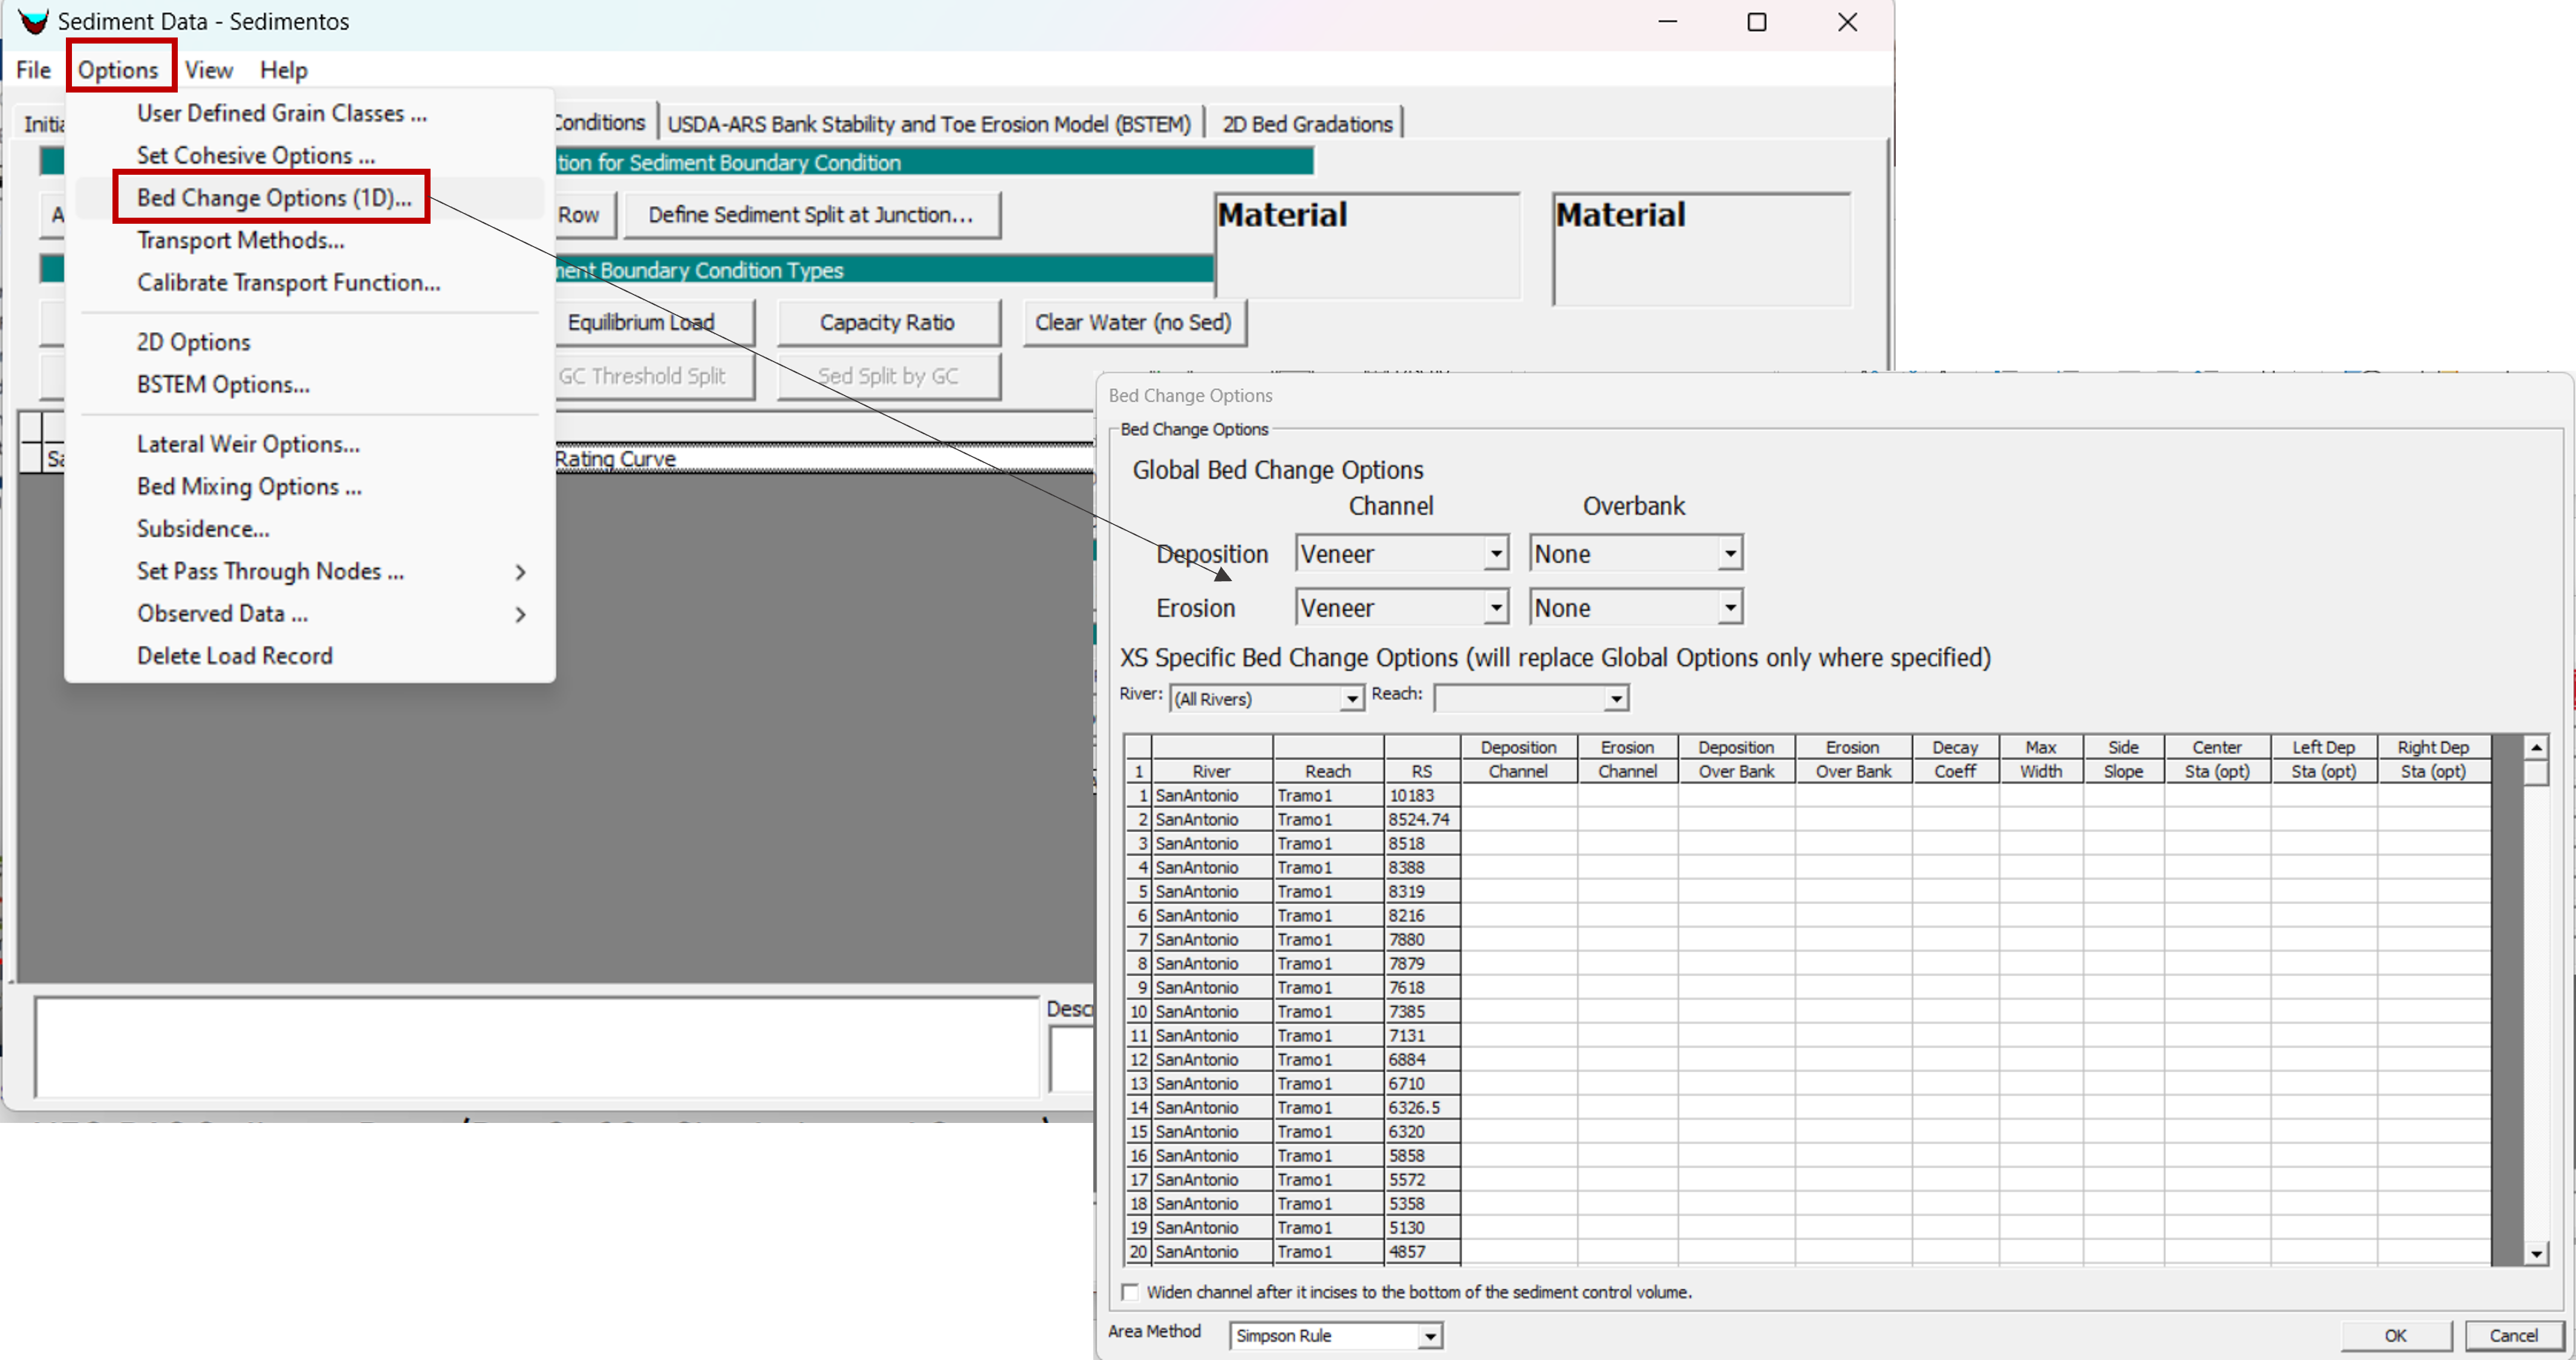 Sediment Data - Sedimentos
File Options View Help
User Defined Grain Classes ...
Set Cohesive Options ...
Bed Change Options (1D)...
Transport Methods...
Calibrate Transport Function...
2D Options
BSTEM Options...
Lateral Weir Options...
Bed Mixing Options ...
Subsidence...
Set Pass Through Nodes ...
Observed Data ...
Delete Load Record
Conditions USDA-ARS Bank Stability and Toe Erosion Model (BSTEM) 2D Bed Gradations
for Sediment Boundary Condition
Row Define Sediment Split at Junction... Material Material
Boundary Condition Types
Equilibrium Load Capacity Ratio Clear Water (no Sed)
GC Threshold Split Sed Split by GC
Rating Curve
Bed Change Options
Bed Change Options
Global Bed Change Options
Channel Overbank
Deposition Veneer None
Erosion Veneer None
XS Specific Bed Change Options (will replace Global Options only where specified)
River: (All Rivers) Reach:
Deposition Erosion Deposition Erosion Decay Max Side Center Left Dep Right Dep
1 River Reach RS Channel Channel Over Bank Over Bank Coeff Width Slope Sta (opt) Sta (opt) Sta (opt)
1 SanAntonio Tramo1 10183
2 SanAntonio Tramo1 8524.74
3 SanAntonio Tramo1 8518
4 SanAntonio Tramo1 8388
5 SanAntonio Tramo1 8319
6 SanAntonio Tramo1 8216
7 SanAntonio Tramo1 7880
8 SanAntonio Tramo1 7879
9 SanAntonio Tramo1 7618
10 SanAntonio Tramo1 7385
11 SanAntonio Tramo1 7131
12 SanAntonio Tramo1 6884
13 SanAntonio Tramo1 6710
14 SanAntonio Tramo1 6326.5
15 SanAntonio Tramo1 6320
16 SanAntonio Tramo1 5858
17 SanAntonio Tramo1 5572
18 SanAntonio Tramo1 5358
19 SanAntonio Tramo1 5130
20 SanAntonio Tramo1 4857
Widen channel after it incises to the bottom of the sediment control volume.
Area Method Simpson Rule OK Cancel